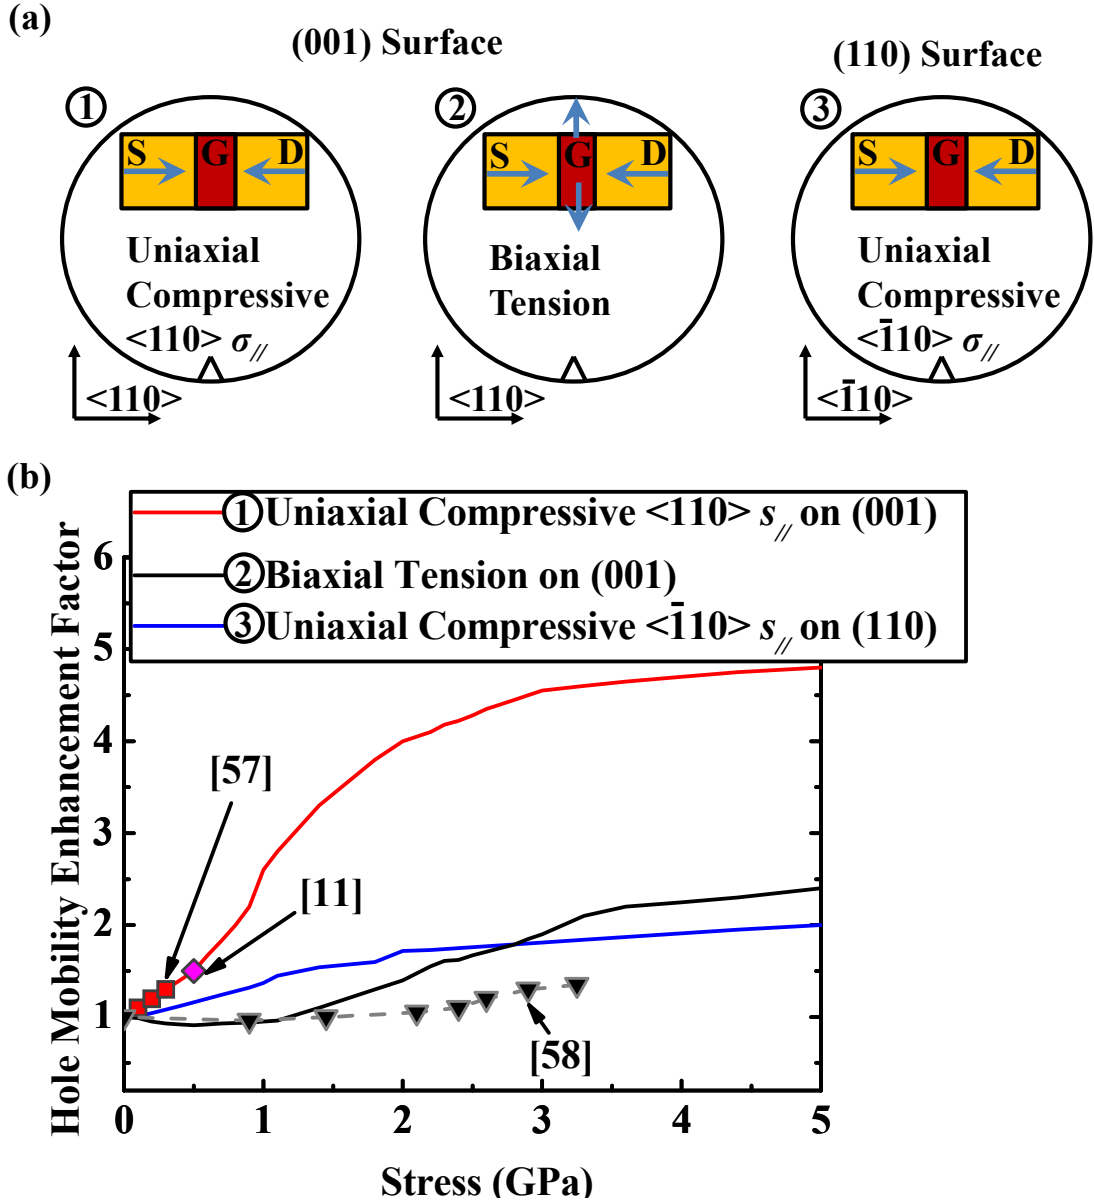 (a)
(001) Surface
(110) Surface
① ② ③
S G D S G D S G D
Uniaxial
Compressive
<110> σ//
Biaxial
Tension
Uniaxial
Compressive
<1̄10> σ//
<110> <110> <1̄10>
(b)
① Uniaxial Compressive <110> s// on (001)
② Biaxial Tension on (001)
③ Uniaxial Compressive <1̄10> s// on (110)
Hole Mobility Enhancement Factor
6
5
4
3
2
1
[57]
[11]
[58]
0 1 2 3 4 5
Stress (GPa)